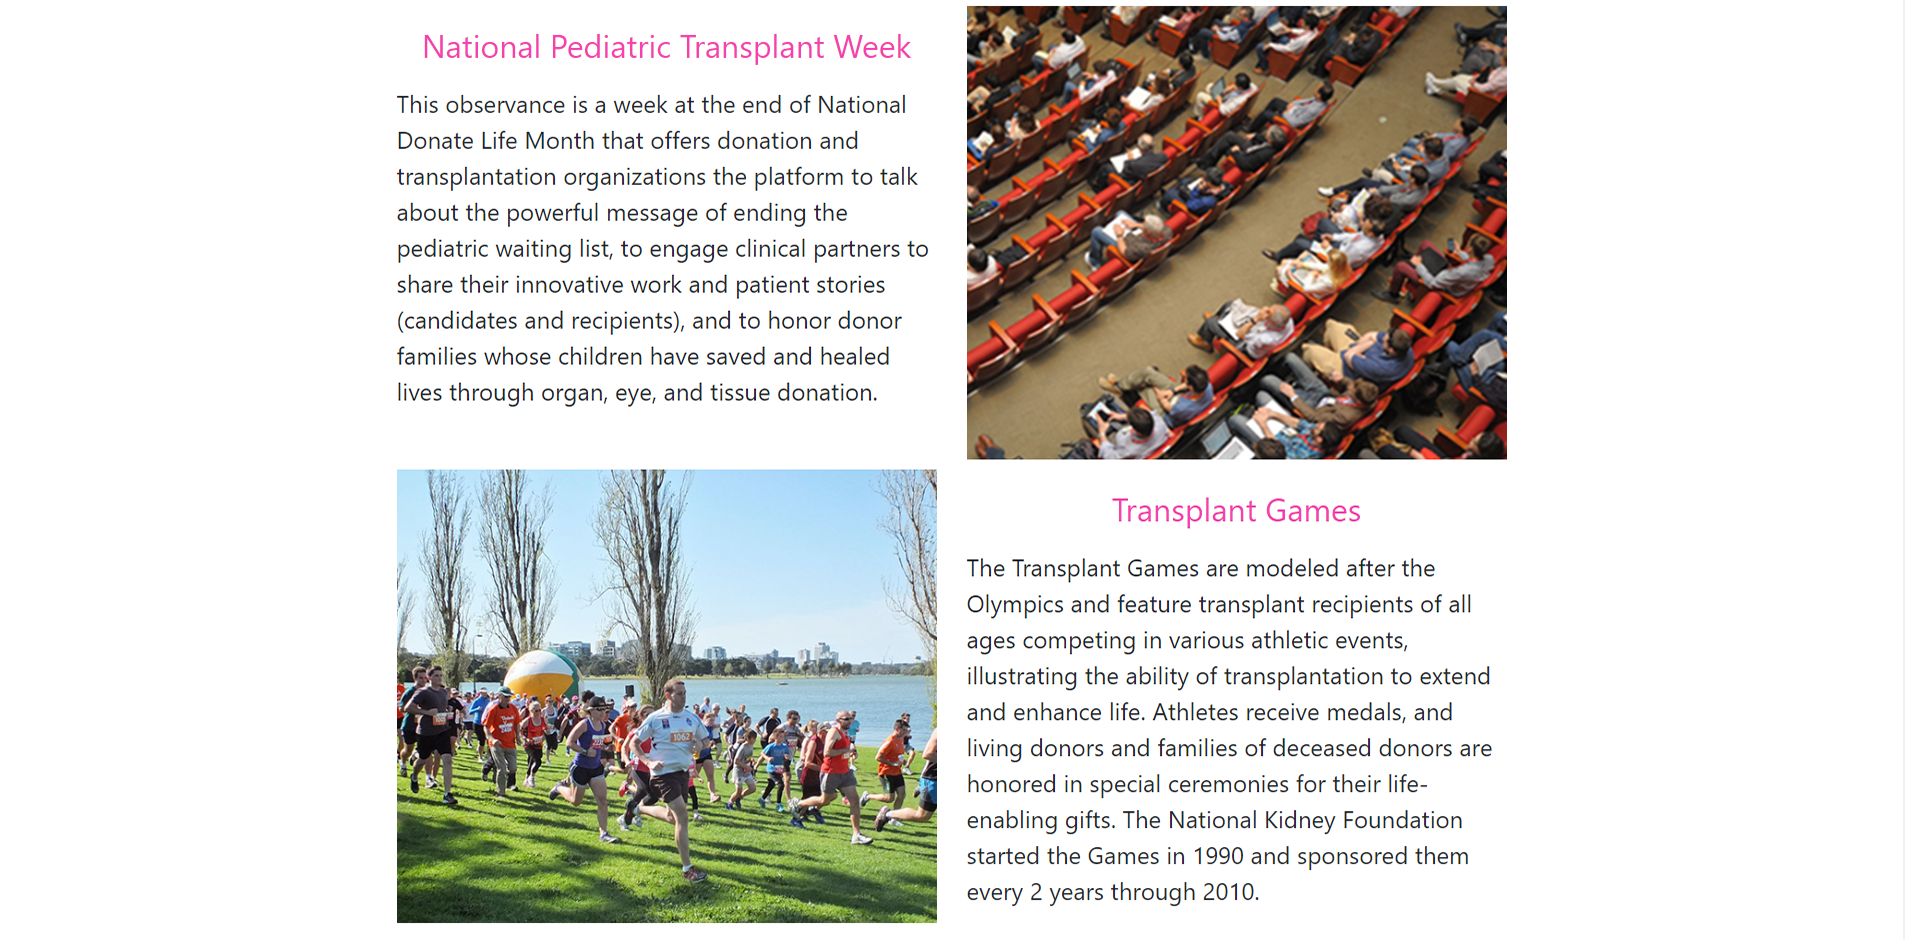 National Pediatric Transplant Week
This observance is a week at the end of National
Donate Life Month that offers donation and
transplantation organizations the platform to talk
about the powerful message of ending the
pediatric waiting list, to engage clinical partners to
share their innovative work and patient stories
(candidates and recipients), and to honor donor
families whose children have saved and healed
lives through organ, eye, and tissue donation.
1062
Transplant Games
The Transplant Games are modeled after the
Olympics and feature transplant recipients of all
ages competing in various athletic events,
illustrating the ability of transplantation to extend
and enhance life. Athletes receive medals, and
living donors and families of deceased donors are
honored in special ceremonies for their life-
enabling gifts. The National Kidney Foundation
started the Games in 1990 and sponsored them
every 2 years through 2010.